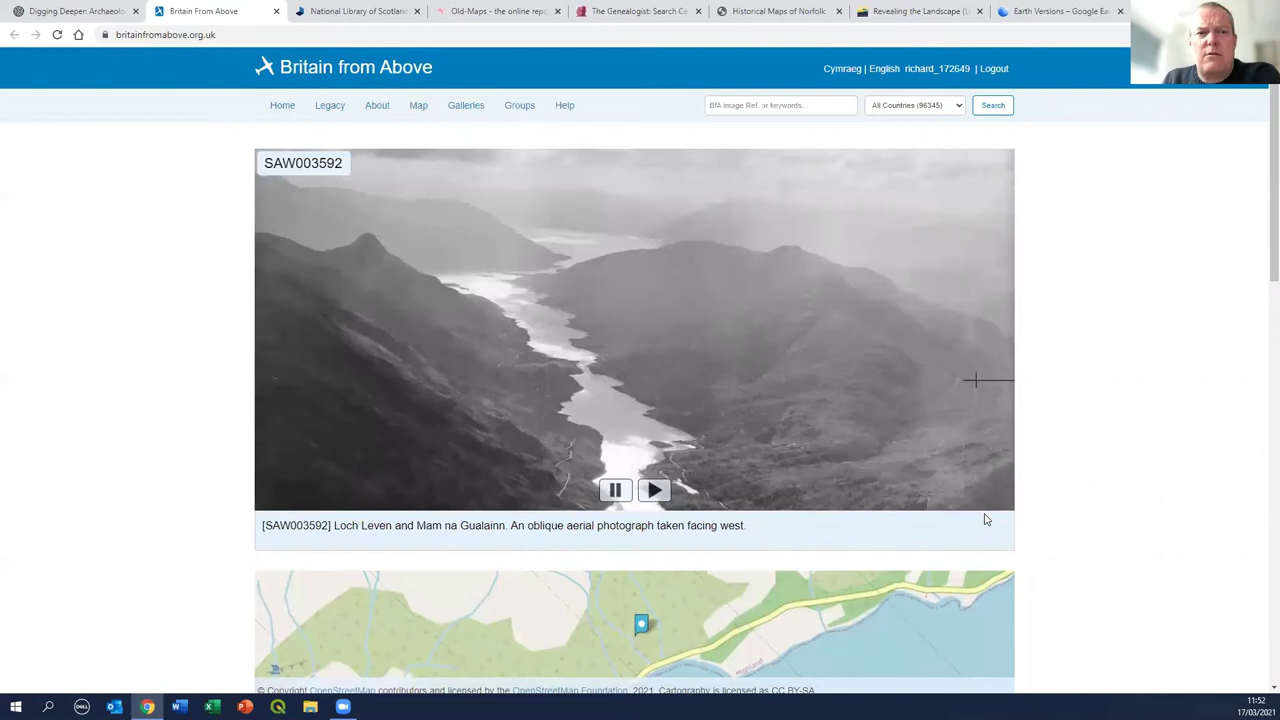 Digging Deeper: Archaeolo
Britain From Above
National Library of Scotland
Old-Maps - the online repo
The Genealogist: Search Ce
Historical Maps of Norfolk
Revealing the Landscape (L
Earth Versions – Google Ea
britainfromabove.org.uk
Britain from Above
Cymraeg | English richard_172649 | Logout
Home Legacy About Map Galleries Groups Help
BfA image Ref. or keywords...
All Countries (96345)
Search
SAW003592
[SAW003592] Loch Leven and Mam na Gualainn. An oblique aerial photograph taken facing west.
Highland
© Copyright OpenStreetMap contributors and licensed by the OpenStreetMap Foundation. 2021. Cartography is licensed as CC BY-SA.
DELL
11:52
17/03/2021